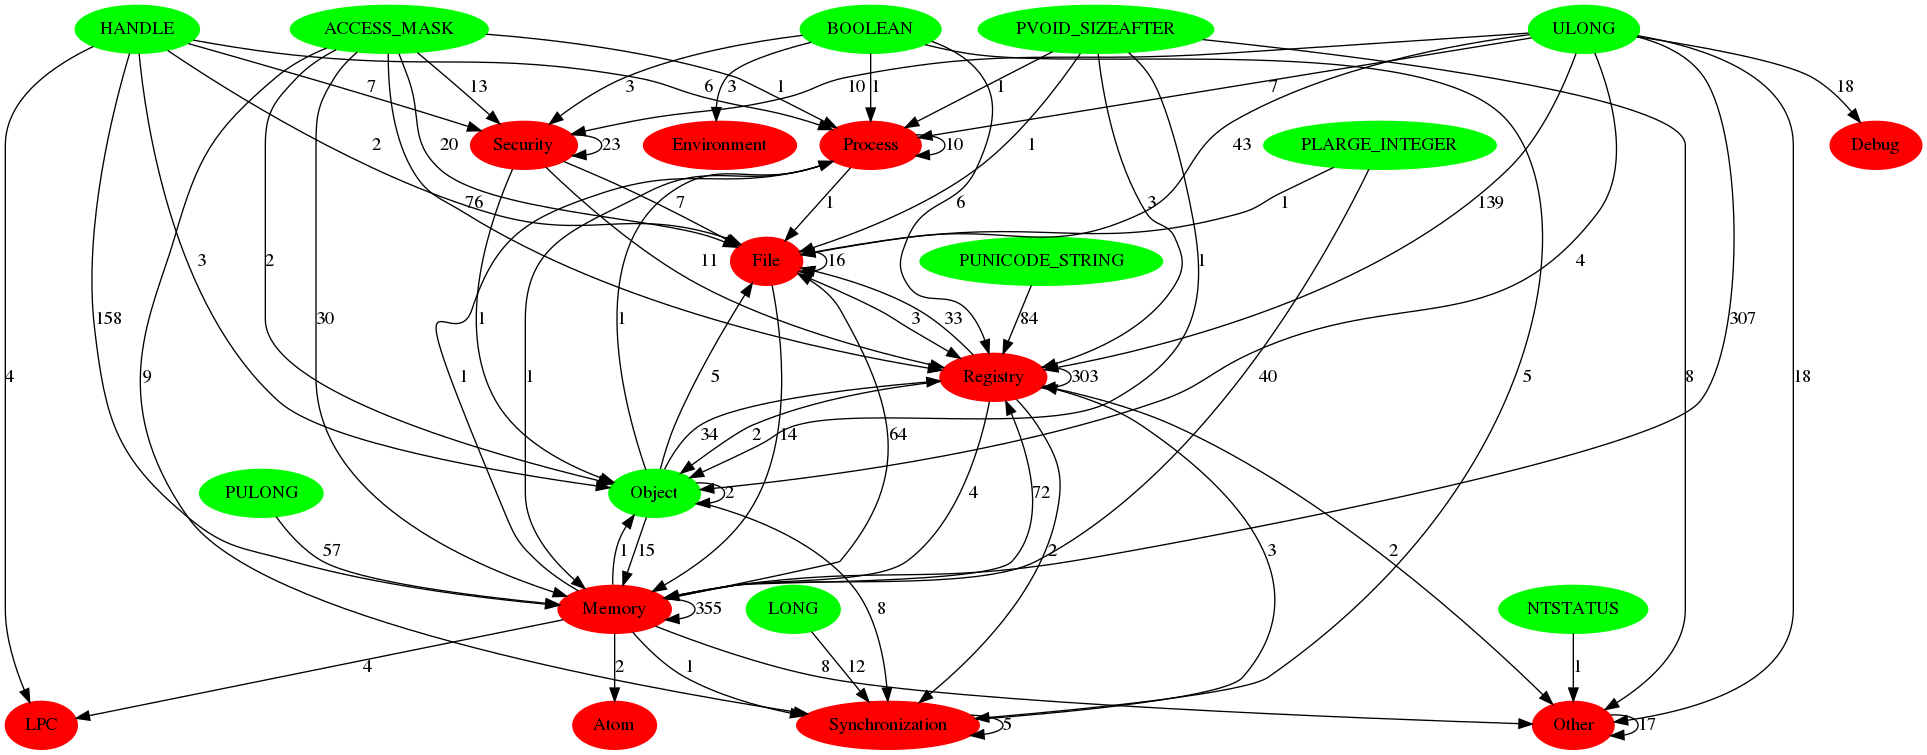 HANDLE ACCESS_MASK BOOLEAN PVOID_SIZEAFTER ULONG
7 13 3 3 1 6 1 10 1 7 18
Security 23 Environment Process 10 PLARGE_INTEGER Debug
2 20 1 43
76 7 1 6 3 1 139
3 2 11 File 16 PUNICODE_STRING 1 4
158 30 1 1 3 33 84 307
4 9 1 1 5 Registry 303 40 5 8 18
34 2 14 64
PULONG Object 2 4 72
57 1 15 2 3 2
Memory 355 LONG 8 NTSTATUS
4 2 1 8 12 1
LPC Atom Synchronization 5 Other 17